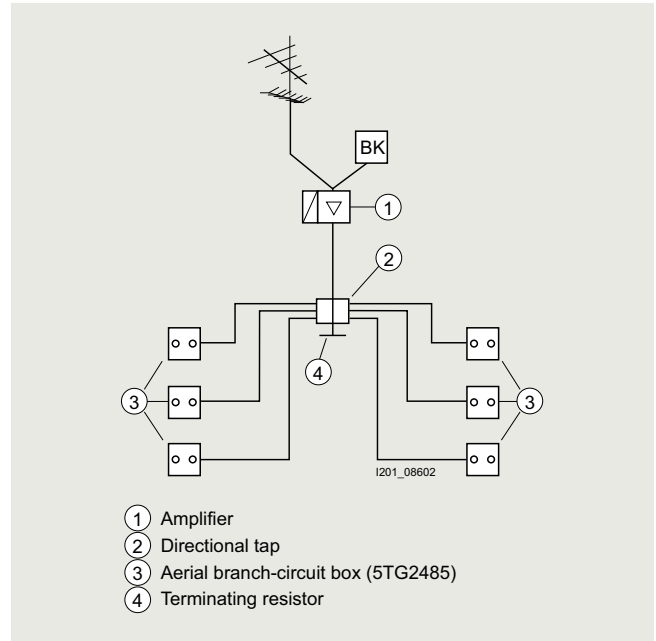 BK
1
2
4
3
3
I201_08602
1 Amplifier
2 Directional tap
3 Aerial branch-circuit box (5TG2485)
4 Terminating resistor